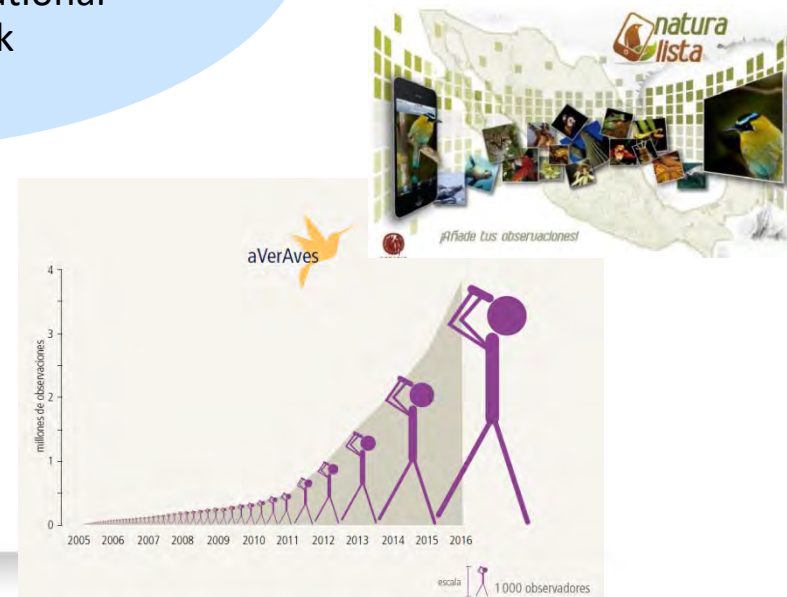 k
natura
lista
¡Añade tus observaciones!
aVerAves
millones de observaciones
4
3
2
1
0
2005 2006 2007 2008 2009 2010 2011 2012 2013 2014 2015 2016
escala
1 000 observadores